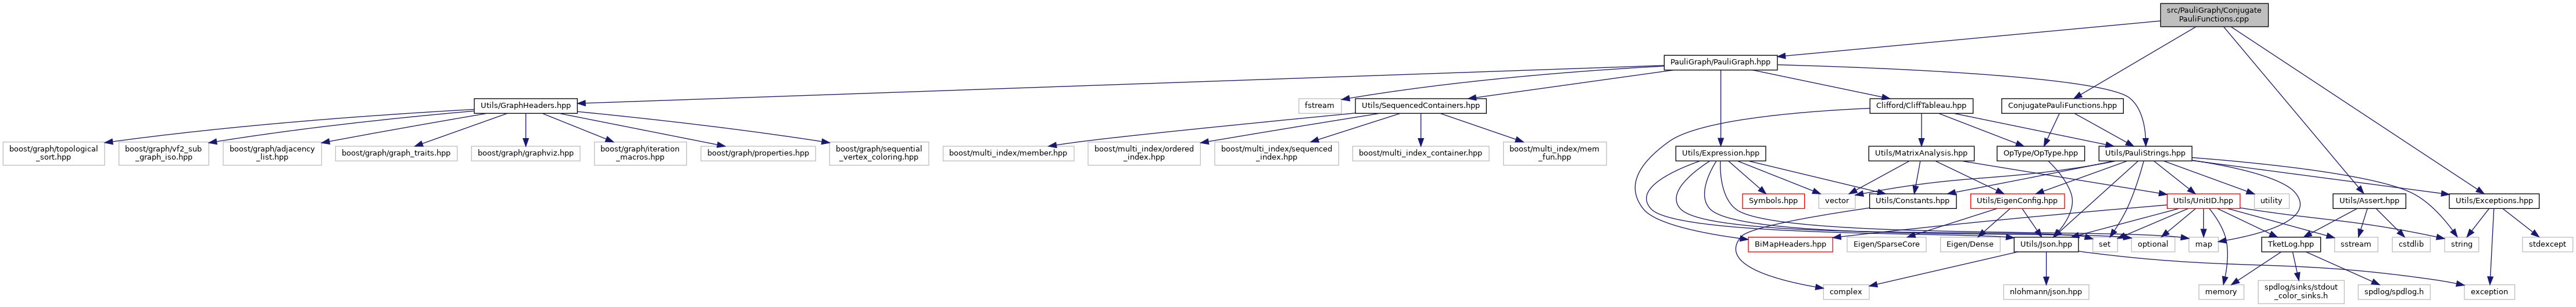 src/PauliGraph/Conjugate
PauliFunctions.cpp
PauliGraph/PauliGraph.hpp
Utils/GraphHeaders.hpp
fstream
Utils/SequencedContainers.hpp
Clifford/CliffTableau.hpp
ConjugatePauliFunctions.hpp
boost/graph/topological
_sort.hpp
boost/graph/vf2_sub
_graph_iso.hpp
boost/graph/adjacency
_list.hpp
boost/graph/graph_traits.hpp
boost/graph/graphviz.hpp
boost/graph/iteration
_macros.hpp
boost/graph/properties.hpp
boost/graph/sequential
_vertex_coloring.hpp
boost/multi_index/member.hpp
boost/multi_index/ordered
_index.hpp
boost/multi_index/sequenced
_index.hpp
boost/multi_index_container.hpp
boost/multi_index/mem
_fun.hpp
Utils/Expression.hpp
Utils/MatrixAnalysis.hpp
OpType/OpType.hpp
Utils/PauliStrings.hpp
Symbols.hpp
vector
Utils/Constants.hpp
Utils/EigenConfig.hpp
Utils/UnitID.hpp
utility
Utils/Assert.hpp
Utils/Exceptions.hpp
BiMapHeaders.hpp
Eigen/SparseCore
Eigen/Dense
Utils/Json.hpp
set
optional
map
TketLog.hpp
sstream
cstdlib
string
stdexcept
complex
nlohmann/json.hpp
memory
spdlog/sinks/stdout
_color_sinks.h
spdlog/spdlog.h
exception